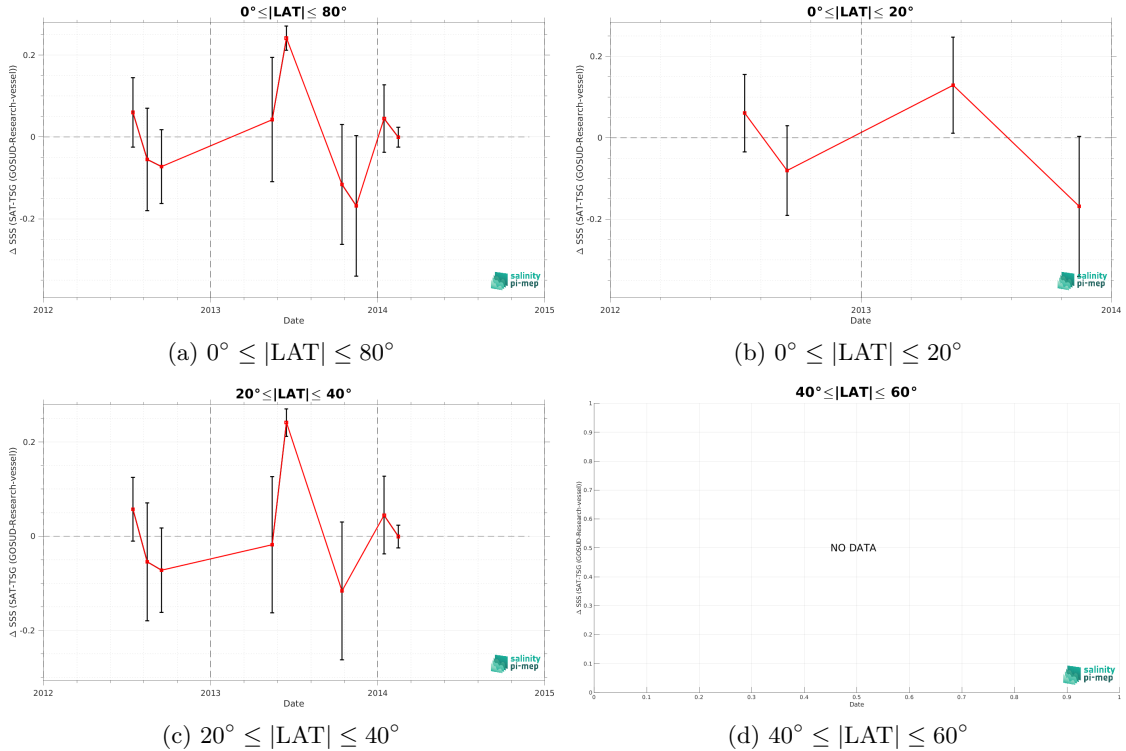 0°≤|LAT|≤ 80°
Δ SSS (SAT-TSG (GOSUD-Research-vessel))
0.2
0
-0.2
2012
2013
2014
2015
Date
salinity
pi-mep
(a) 0° ≤ |LAT| ≤ 80°
0°≤|LAT|≤ 20°
Δ SSS (SAT-TSG (GOSUD-Research-vessel))
0.2
0
-0.2
2012
2013
2014
Date
salinity
pi-mep
(b) 0° ≤ |LAT| ≤ 20°
20°≤|LAT|≤ 40°
Δ SSS (SAT-TSG (GOSUD-Research-vessel))
0.2
0
-0.2
2012
2013
2014
2015
Date
salinity
pi-mep
(c) 20° ≤ |LAT| ≤ 40°
40°≤|LAT|≤ 60°
Δ SSS (SAT-TSG (GOSUD-Research-vessel))
1
0.9
0.8
0.7
0.6
0.5
0.4
0.3
0.2
0.1
0
NO DATA
0
0.1
0.2
0.3
0.4
0.5
0.6
0.7
0.8
0.9
1
Date
salinity
pi-mep
(d) 40° ≤ |LAT| ≤ 60°